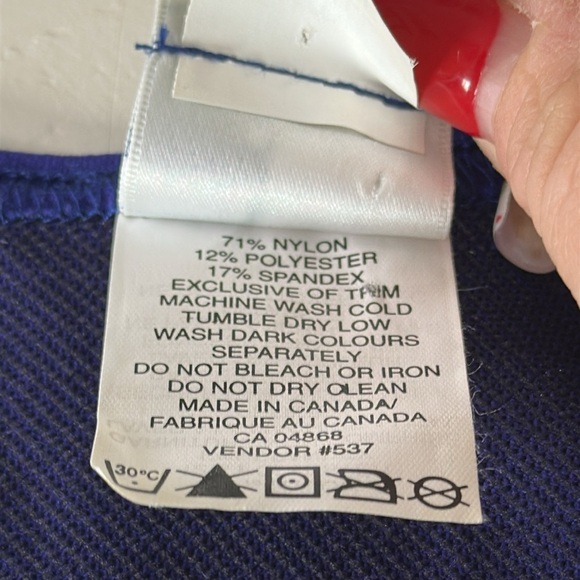 71% NYLON
12% POLYESTER
17% SPANDEX
EXCLUSIVE OF TRIM
MACHINE WASH COLD
TUMBLE DRY LOW
WASH DARK COLOURS
SEPARATELY
DO NOT BLEACH OR IRON
DO NOT DRY CLEAN
MADE IN CANADA/
FABRIQUE AU CANADA
CA 04868
VENDOR #537
30°C